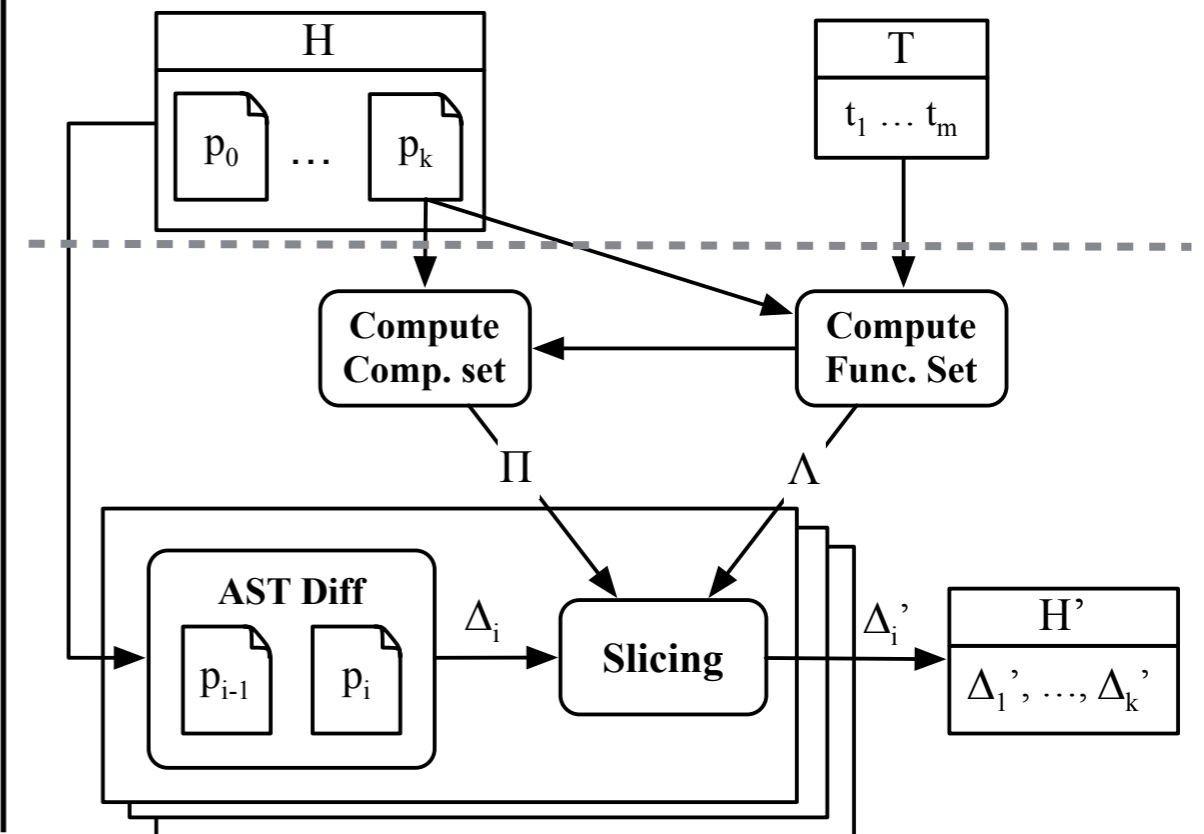 H
T
p0 … pk
t1 … tm
Compute
Comp. set
Compute
Func. Set
Π
Λ
AST Diff
pi-1
pi
Δi
Slicing
Δi’
H’
Δ1’, …, Δk’